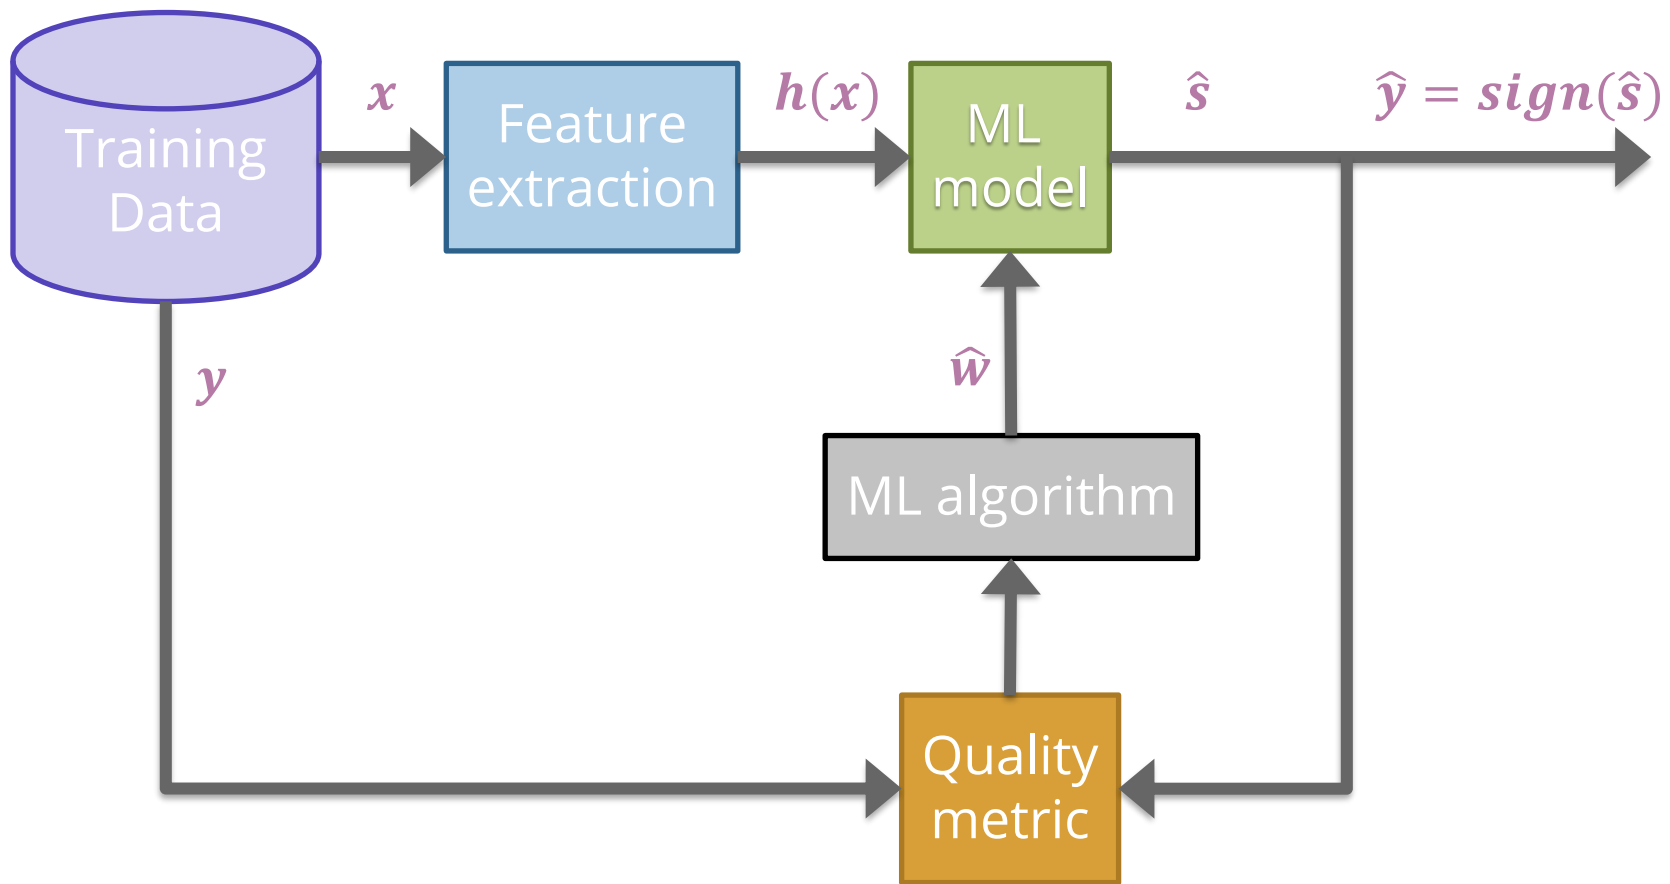 Training
Data
x
Feature
extraction
h(x)
ML
model
ŝ
ŷ = sign(ŝ)
y
ŵ
ML algorithm
Quality
metric